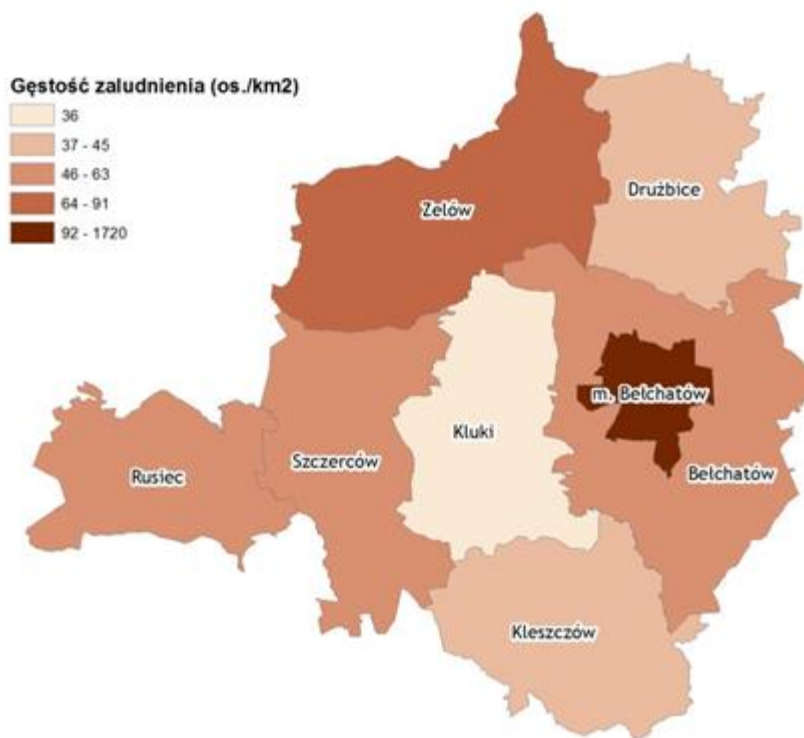 Gęstość zaludnienia (os./km2)
36
37 - 45
46 - 63
64 - 91
92 - 1720
Drużbice
Zelów
m. Bełchatów
Kluki
Szczerców
Rusiec
Bełchatów
Kleszczów